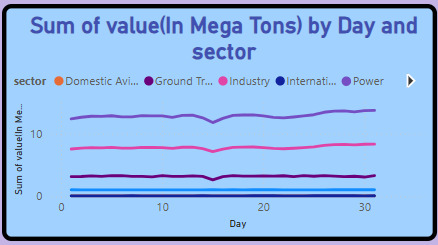 Sum of value(In Mega Tons) by Day and
sector
sector Domestic Avi... Ground Tr... Industry Internati... Power
Sum of value(In Me...
10
0
0 10 20 30
Day